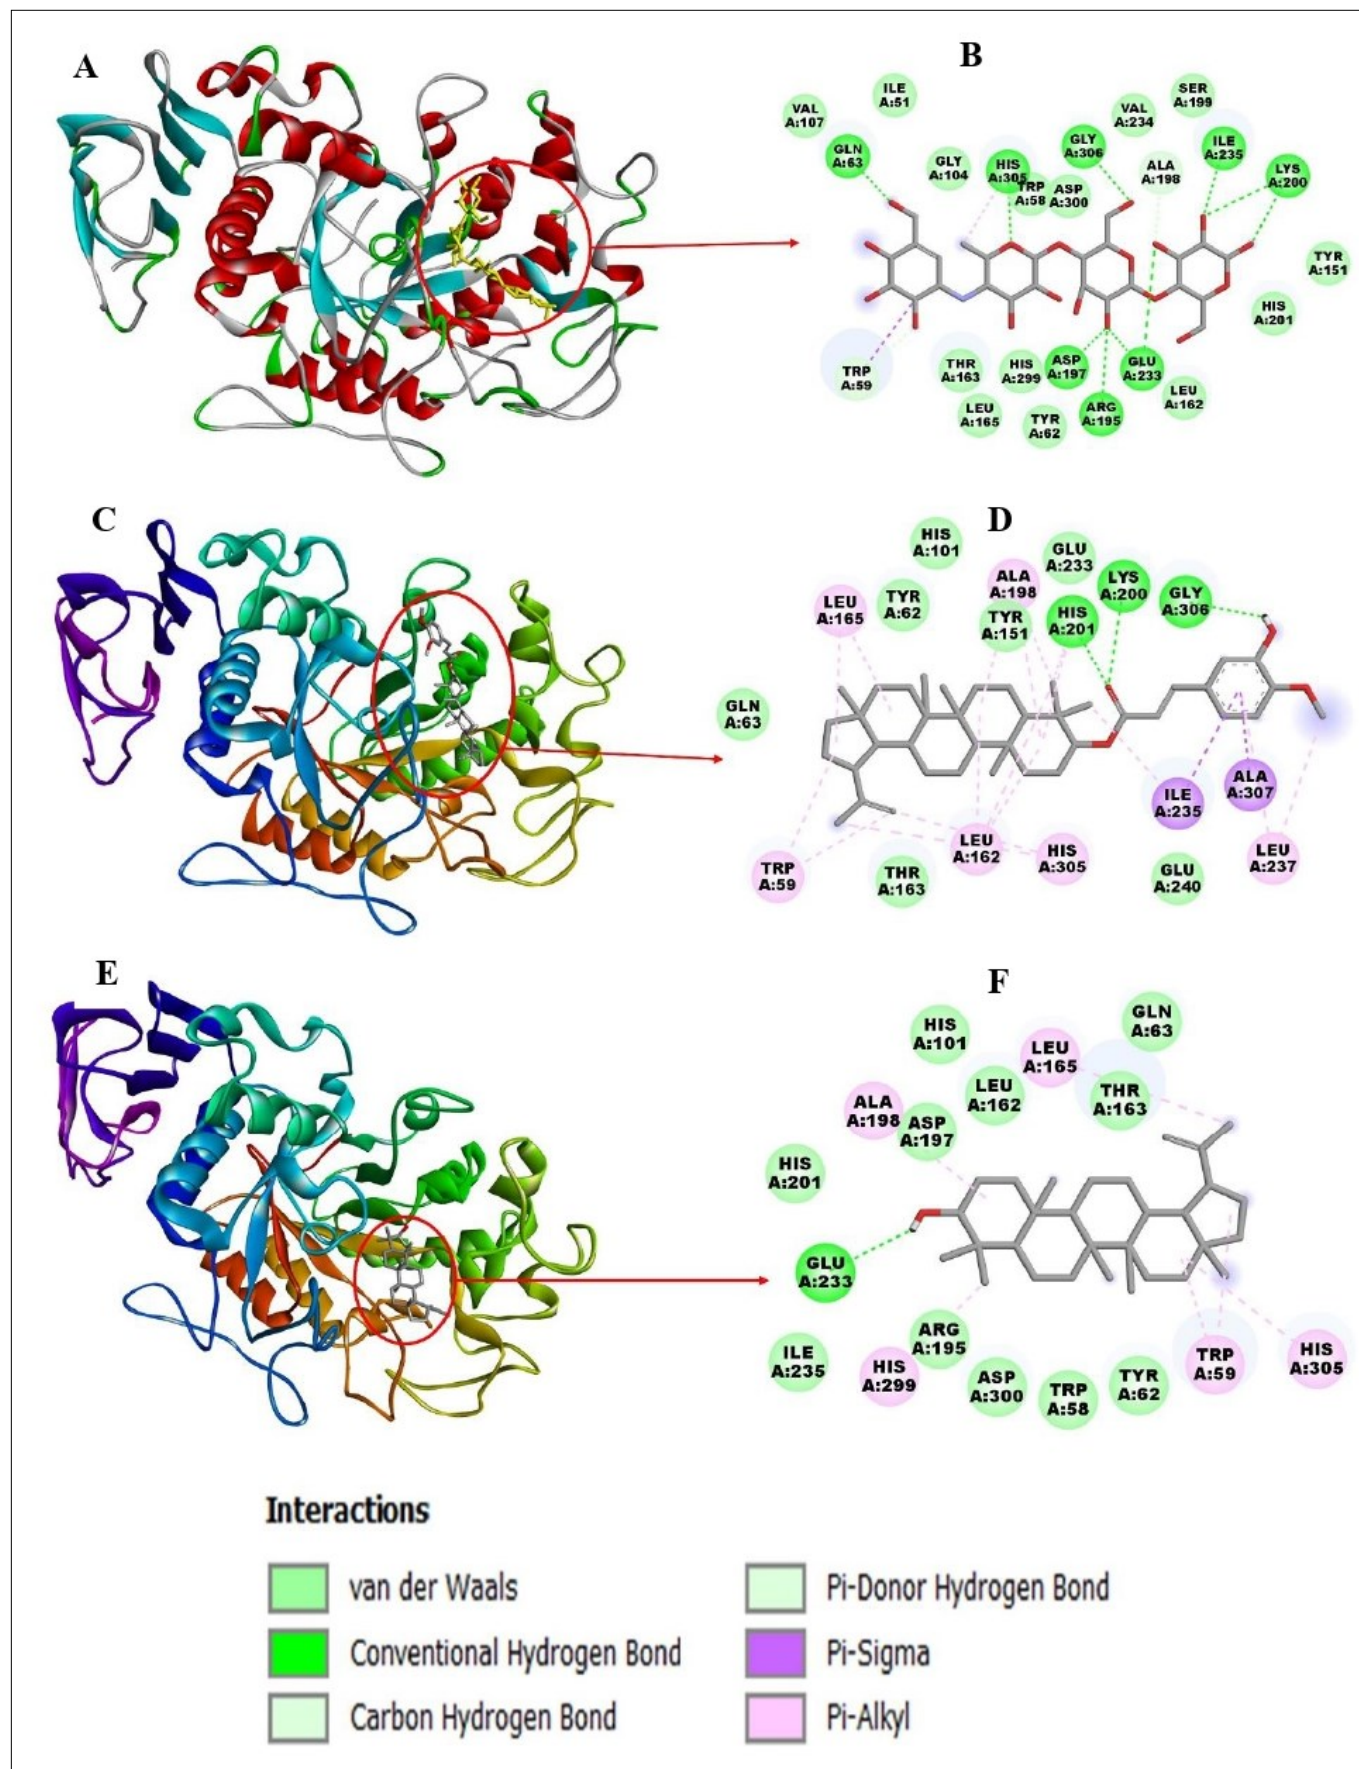 A
B
ILE
A:51
VAL
A:107
GLN
A:63
GLY
A:104
HIS
A:305
TRP
A:58
ASP
A:300
GLY
A:306
VAL
A:234
SER
A:199
ALA
A:198
ILE
A:235
LYS
A:200
TYR
A:151
HIS
A:201
TRP
A:59
THR
A:163
HIS
A:299
ASP
A:197
GLU
A:233
LEU
A:162
LEU
A:165
TYR
A:62
ARG
A:195
C
D
HIS
A:101
GLU
A:233
LEU
A:165
TYR
A:62
ALA
A:198
TYR
A:151
HIS
A:201
LYS
A:200
GLY
A:306
GLN
A:63
ILE
A:235
ALA
A:307
TRP
A:59
THR
A:163
LEU
A:162
HIS
A:305
GLU
A:240
LEU
A:237
E
F
HIS
A:101
LEU
A:165
GLN
A:63
ALA
A:198
ASP
A:197
LEU
A:162
THR
A:163
HIS
A:201
GLU
A:233
ILE
A:235
HIS
A:299
ARG
A:195
ASP
A:300
TRP
A:58
TYR
A:62
TRP
A:59
HIS
A:305
Interactions
van der Waals
Conventional Hydrogen Bond
Carbon Hydrogen Bond
Pi-Donor Hydrogen Bond
Pi-Sigma
Pi-Alkyl